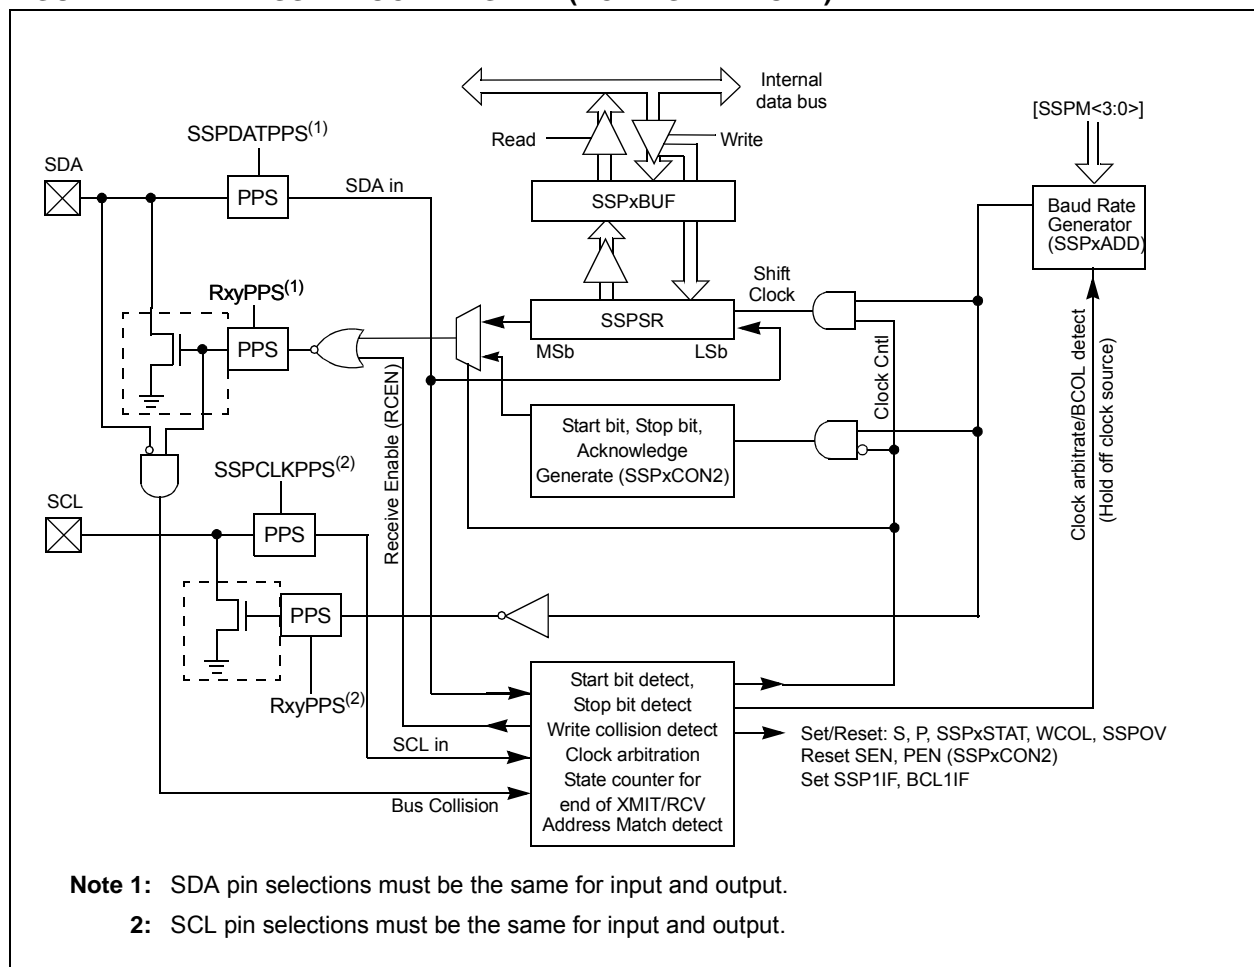 Internal
data bus
[SSPM<3:0>]
SSPDATPPS(1)
Read
Write
SDA
SDA in
PPS
SSPxBUF
Baud Rate
Generator
(SSPxADD)
RxyPPS(1)
Shift
Clock
PPS
SSPSR
MSb
LSb
Clock Cntl
Clock arbitrate/BCOL detect
(Hold off clock source)
Receive Enable (RCEN)
Start bit, Stop bit,
Acknowledge
Generate (SSPxCON2)
SSPCLKPPS(2)
SCL
PPS
PPS
RxyPPS(2)
Start bit detect,
Stop bit detect
Write collision detect
Clock arbitration
State counter for
end of XMIT/RCV
Address Match detect
SCL in
Bus Collision
Set/Reset: S, P, SSPxSTAT, WCOL, SSPOV
Reset SEN, PEN (SSPxCON2)
Set SSP1IF, BCL1IF
Note 1: SDA pin selections must be the same for input and output.
2: SCL pin selections must be the same for input and output.